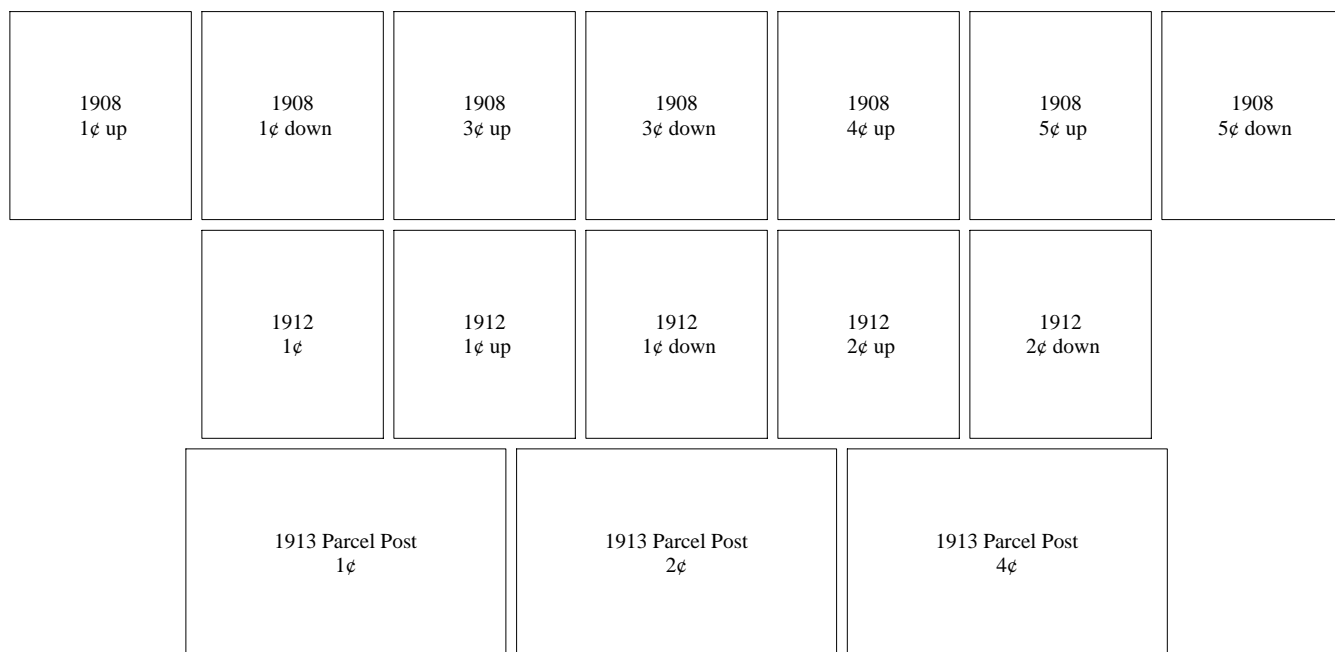 1908
1¢ up
1908
1¢ down
1908
3¢ up
1908
3¢ down
1908
4¢ up
1908
5¢ up
1908
5¢ down
1912
1¢
1912
1¢ up
1912
1¢ down
1912
2¢ up
1912
2¢ down
1913 Parcel Post
1¢
1913 Parcel Post
2¢
1913 Parcel Post
4¢